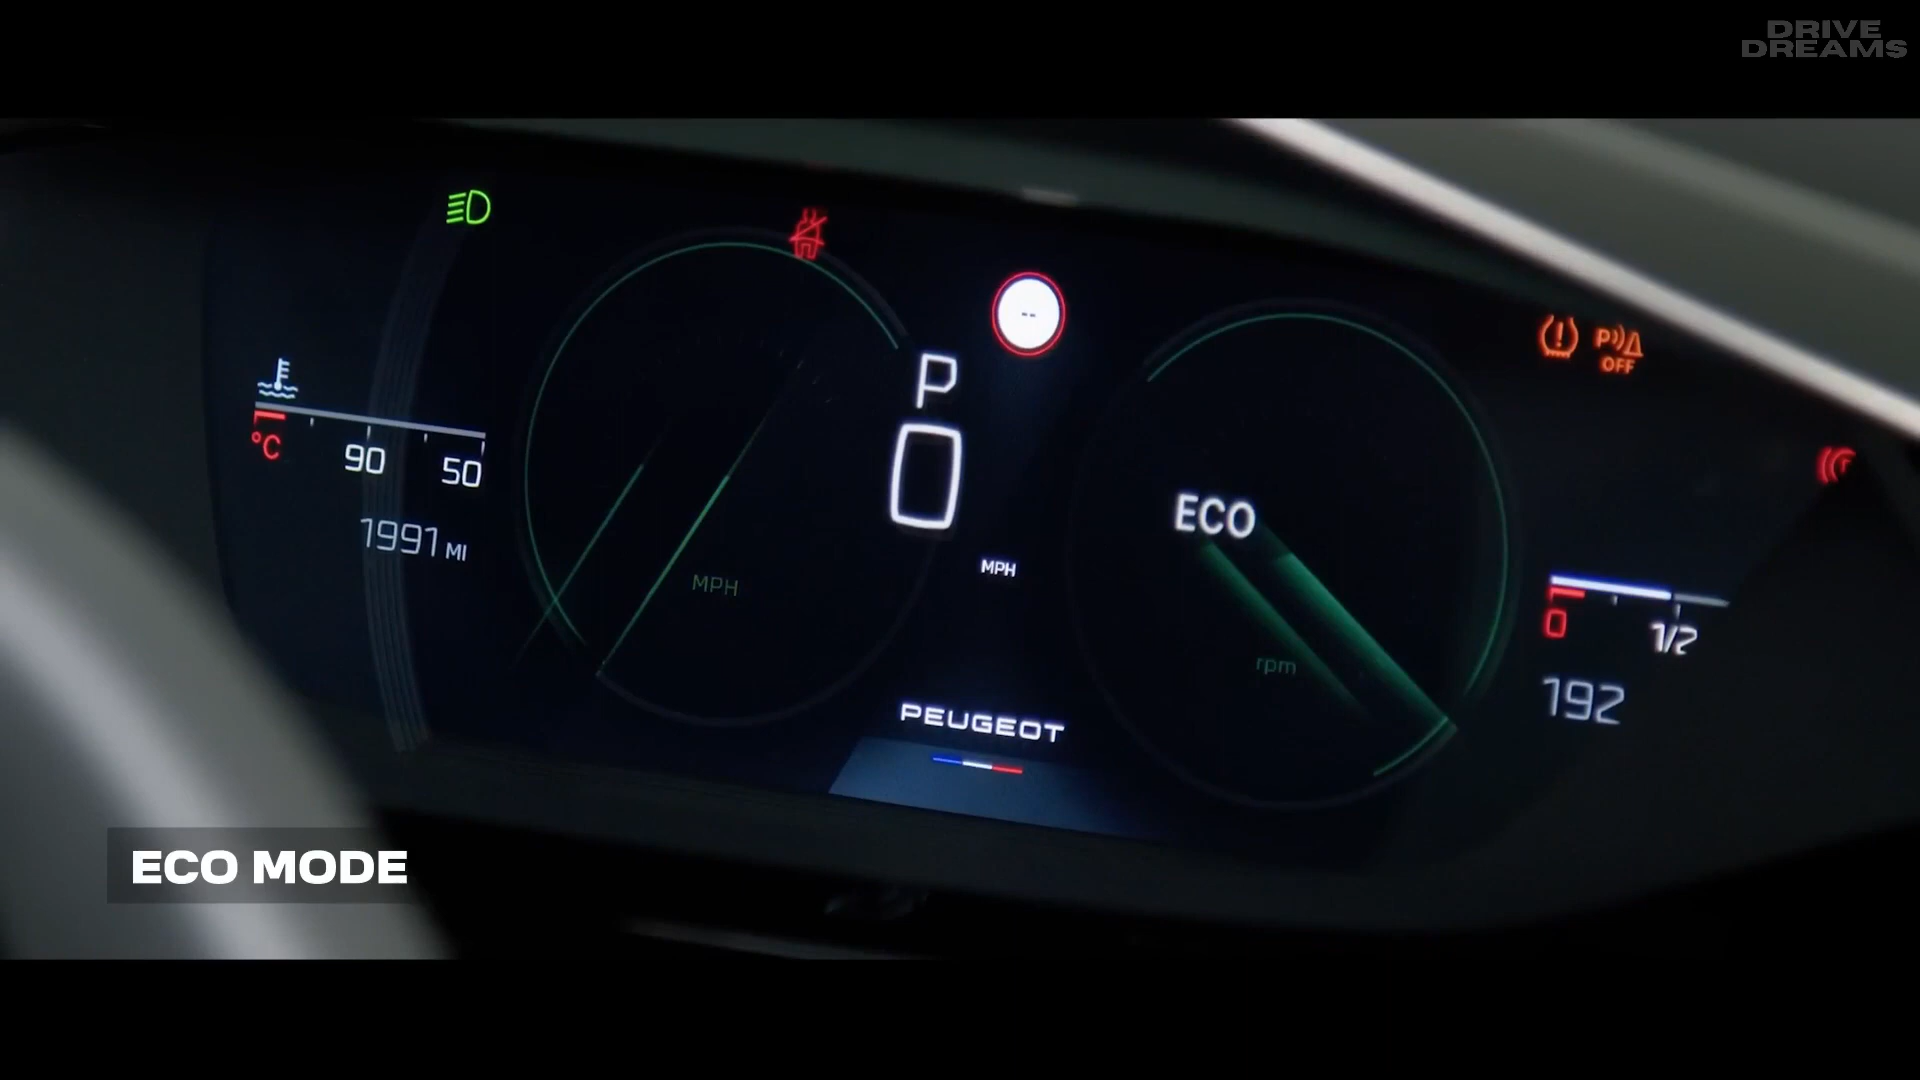 DRIVE
DREAMS
P
0
MPH
°C
90
50
1991 MI
MPH
ECO
rpm
P
OFF
0
1/2
192
PEUGEOT
ECO MODE